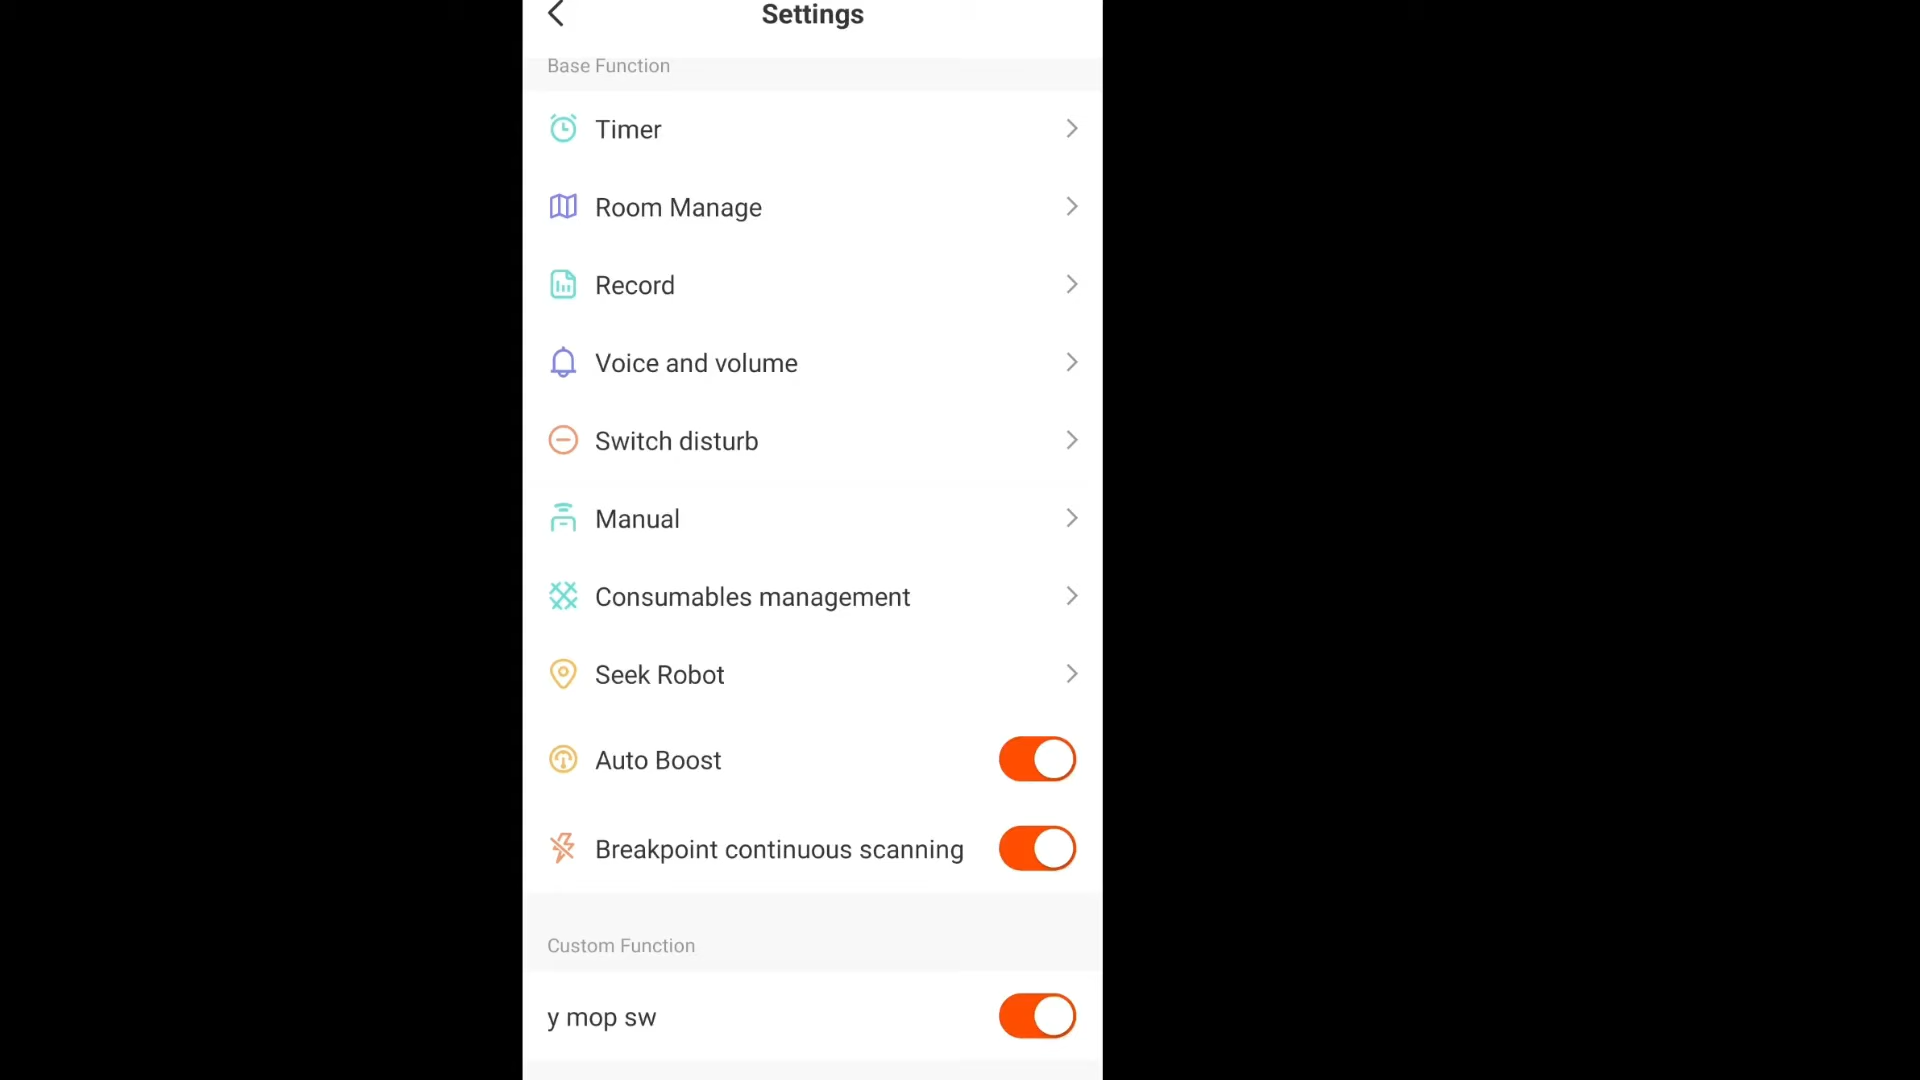 Settings
Base Function
Timer
Room Manage
Record
Voice and volume
Switch disturb
Manual
Consumables management
Seek Robot
Auto Boost
Breakpoint continuous scanning
Custom Function
y mop sw